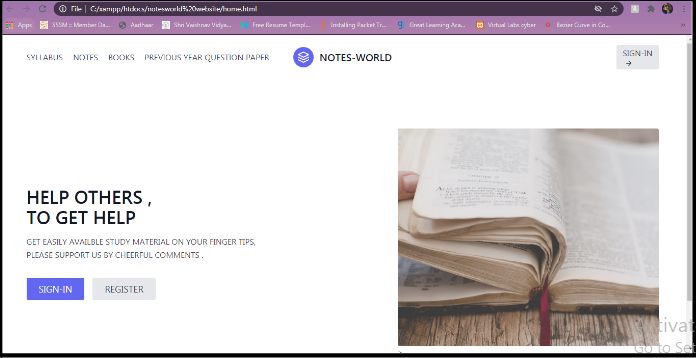 File | C:/xampp/htdocs/notesworld%20website/home.html
Apps SSSM :: Member Da... Aadhaar Shri Vaishnav Vidya... Free Resume Templ... Installing Packet Tr... Great Learning Aca... Virtual Labs.cyber Bezier Curve in Co...
SYLLABUS NOTES BOOKS PREVIOUS YEAR QUESTION PAPER NOTES-WORLD SIGN-IN
→
HELP OTHERS ,
TO GET HELP
GET EASILY AVAILBLE STUDY MATERIAL ON YOUR FINGER TIPS,
PLEASE SUPPORT US BY CHEERFUL COMMENTS .
SIGN-IN REGISTER
Activat
Go to Se